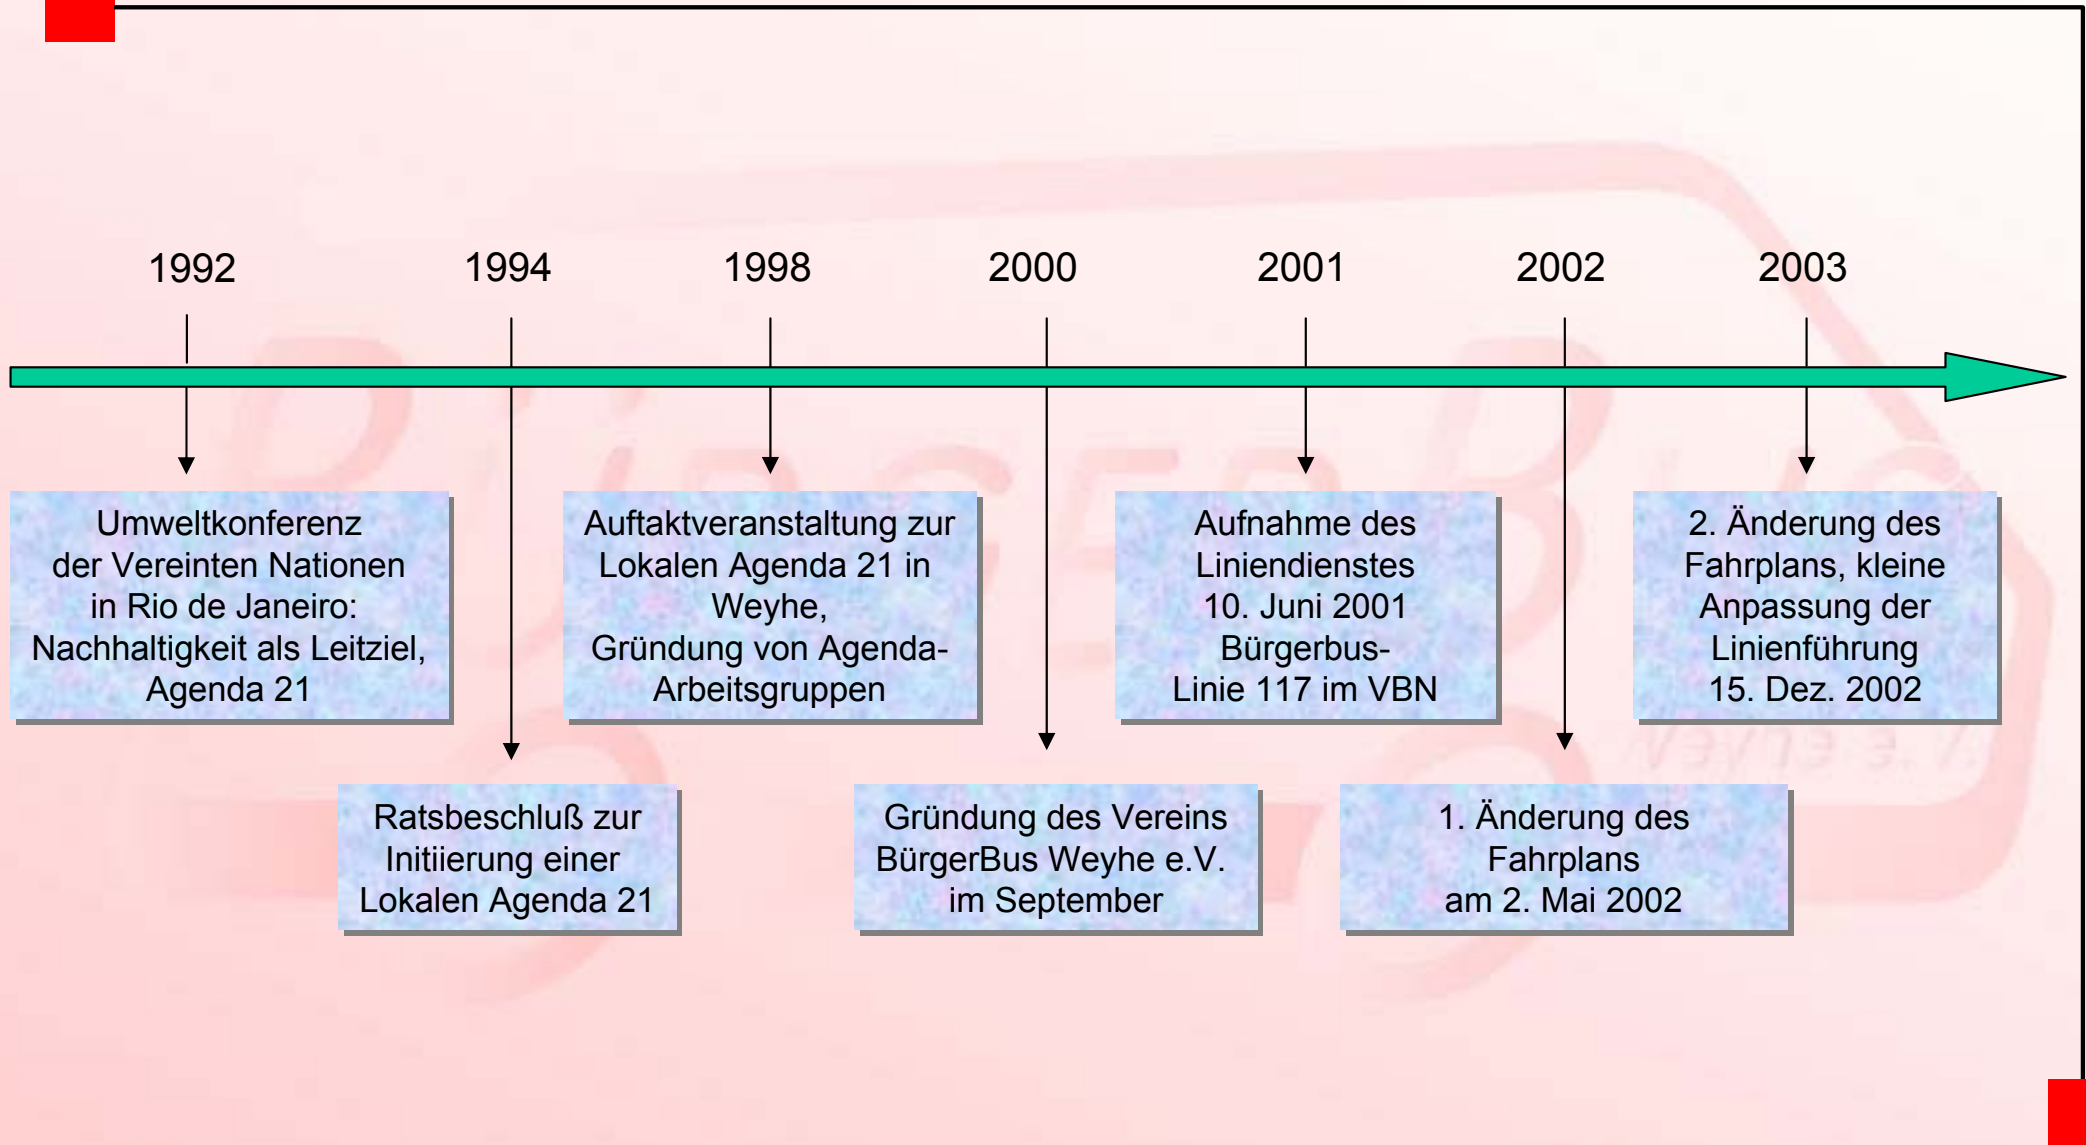 1992
1994
1998
2000
2001
2002
2003
Umweltkonferenz
der Vereinten Nationen
in Rio de Janeiro:
Nachhaltigkeit als Leitziel,
Agenda 21
Auftaktveranstaltung zur
Lokalen Agenda 21 in
Weyhe,
Gründung von Agenda-
Arbeitsgruppen
Aufnahme des
Liniendienstes
10. Juni 2001
Bürgerbus-
Linie 117 im VBN
2. Änderung des
Fahrplans, kleine
Anpassung der
Linienführung
15. Dez. 2002
Ratsbeschluß zur
Initiierung einer
Lokalen Agenda 21
Gründung des Vereins
BürgerBus Weyhe e.V.
im September
1. Änderung des
Fahrplans
am 2. Mai 2002